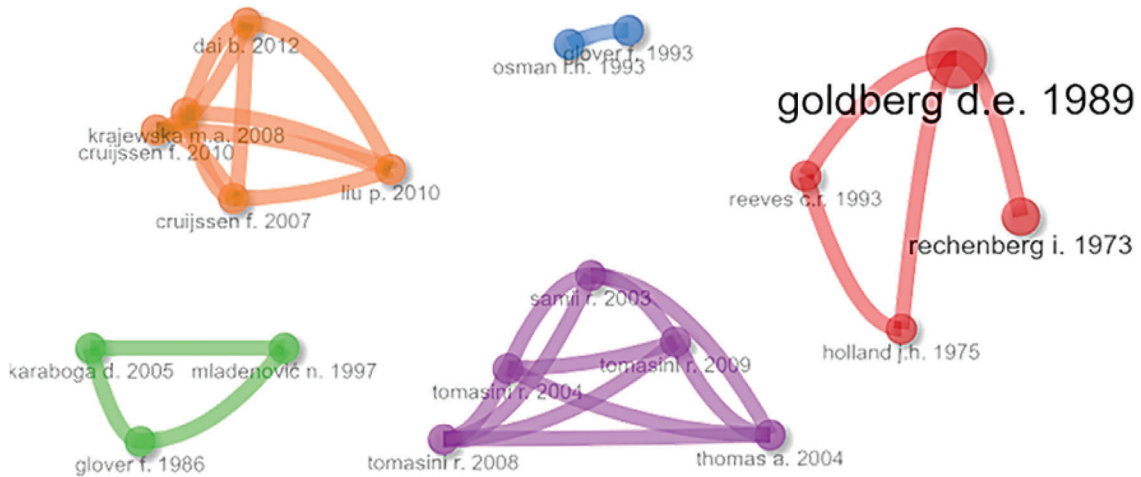 dai b. 2012
krajewska m.a. 2008
cruijssen f. 2010
cruijssen f. 2007
liu p. 2010
glover f. 1993
osman i.h. 1993
goldberg d.e. 1989
reeves c.r. 1993
rechenberg i. 1973
holland j.h. 1975
karaboga d. 2005
mladenović n. 1997
glover f. 1986
samii r. 2003
tomasini r. 2009
tomasini r. 2004
tomasini r. 2008
thomas a. 2004